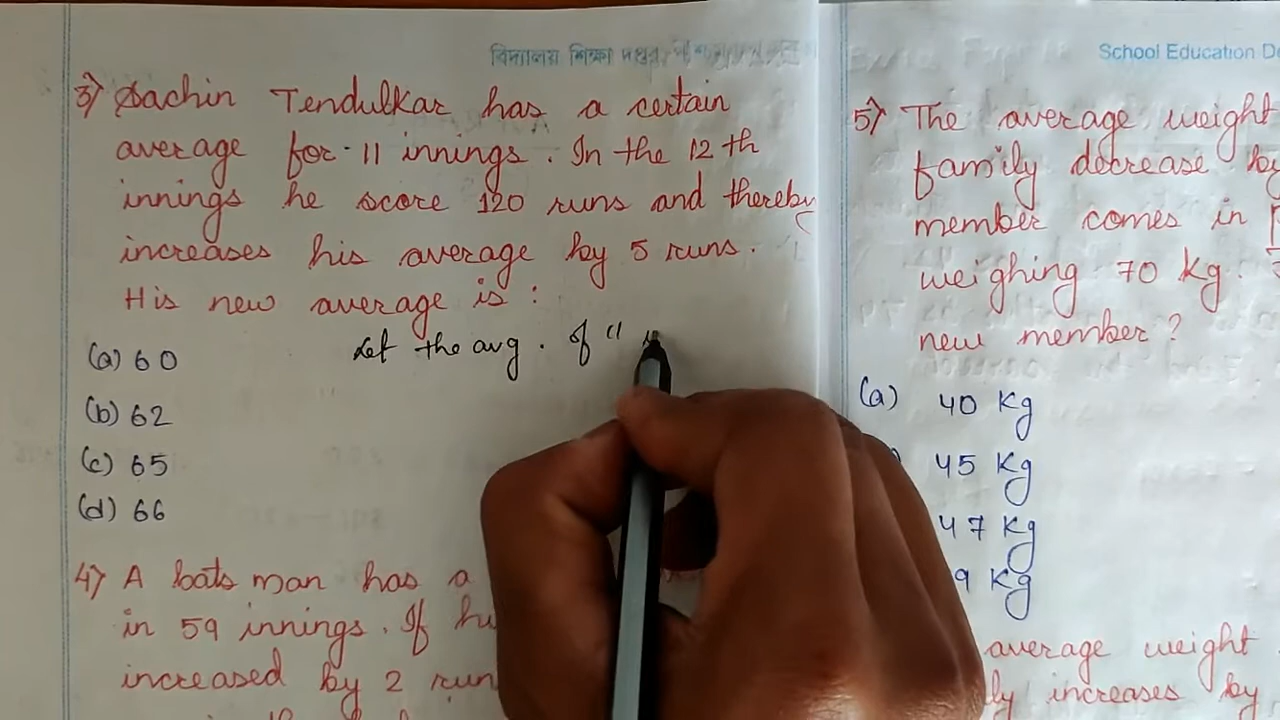 विद्यालय शिक्षा
School Education De
3) Sachin Tendulkar has a certain
average for 11 innings. In the 12 th
innings he score 120 runs and thereby
increases his average by 5 runs.
His new average is :
(a) 60
(b) 62
(c) 65
(d) 66
Let the avg. of 11
4) A bats man has a
in 59 innings. If
increased by 2 run
5) The average weight
family decrease by
member comes in
weighing 70 kg.
new member ?
(a) 40 Kg
45 Kg
47 Kg
9 Kg
average weight
ly increases by